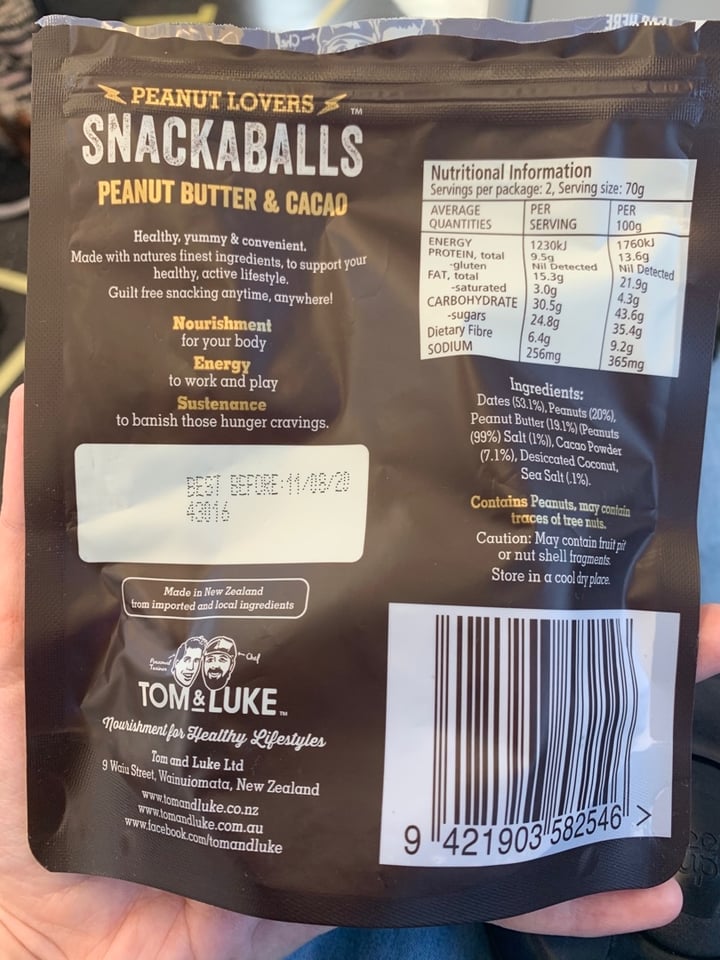 PEANUT LOVERS
SNACKABALLS™
PEANUT BUTTER & CACAO
Healthy, yummy & convenient.
Made with natures finest ingredients, to support your
healthy, active lifestyle.
Guilt free snacking anytime, anywhere!
Nourishment
for your body
Energy
to work and play
Sustenance
to banish those hunger cravings.
BEST BEFORE:11/08/20
43016
Made in New Zealand
from imported and local ingredients
Personal
Trainer
Chef
TOM & LUKE™
Nourishment for Healthy Lifestyles
Tom and Luke Ltd
9 Waiu Street, Wainuiomata, New Zealand
www.tomandluke.co.nz
www.tomandluke.com.au
www.facebook.com/tomandluke
Nutritional Information
Servings per package: 2, Serving size: 70g
AVERAGE QUANTITIES PER SERVING PER 100g
ENERGY 1230kJ 1760kJ
PROTEIN, total 9.5g 13.6g
-gluten Nil Detected Nil Detected
FAT, total 15.3g 21.9g
-saturated 3.0g 4.3g
CARBOHYDRATE 30.5g 43.6g
-sugars 24.8g 35.4g
Dietary Fibre 6.4g 9.2g
SODIUM 256mg 365mg
Ingredients:
Dates (53.1%), Peanuts (20%),
Peanut Butter (19.1%) (Peanuts
(99%) Salt (1%)), Cacao Powder
(7.1%), Desiccated Coconut,
Sea Salt (.1%).
Contains Peanuts, may contain
traces of tree nuts.
Caution: May contain fruit pit
or nut shell fragments.
Store in a cool dry place.
9 421903 582546 >